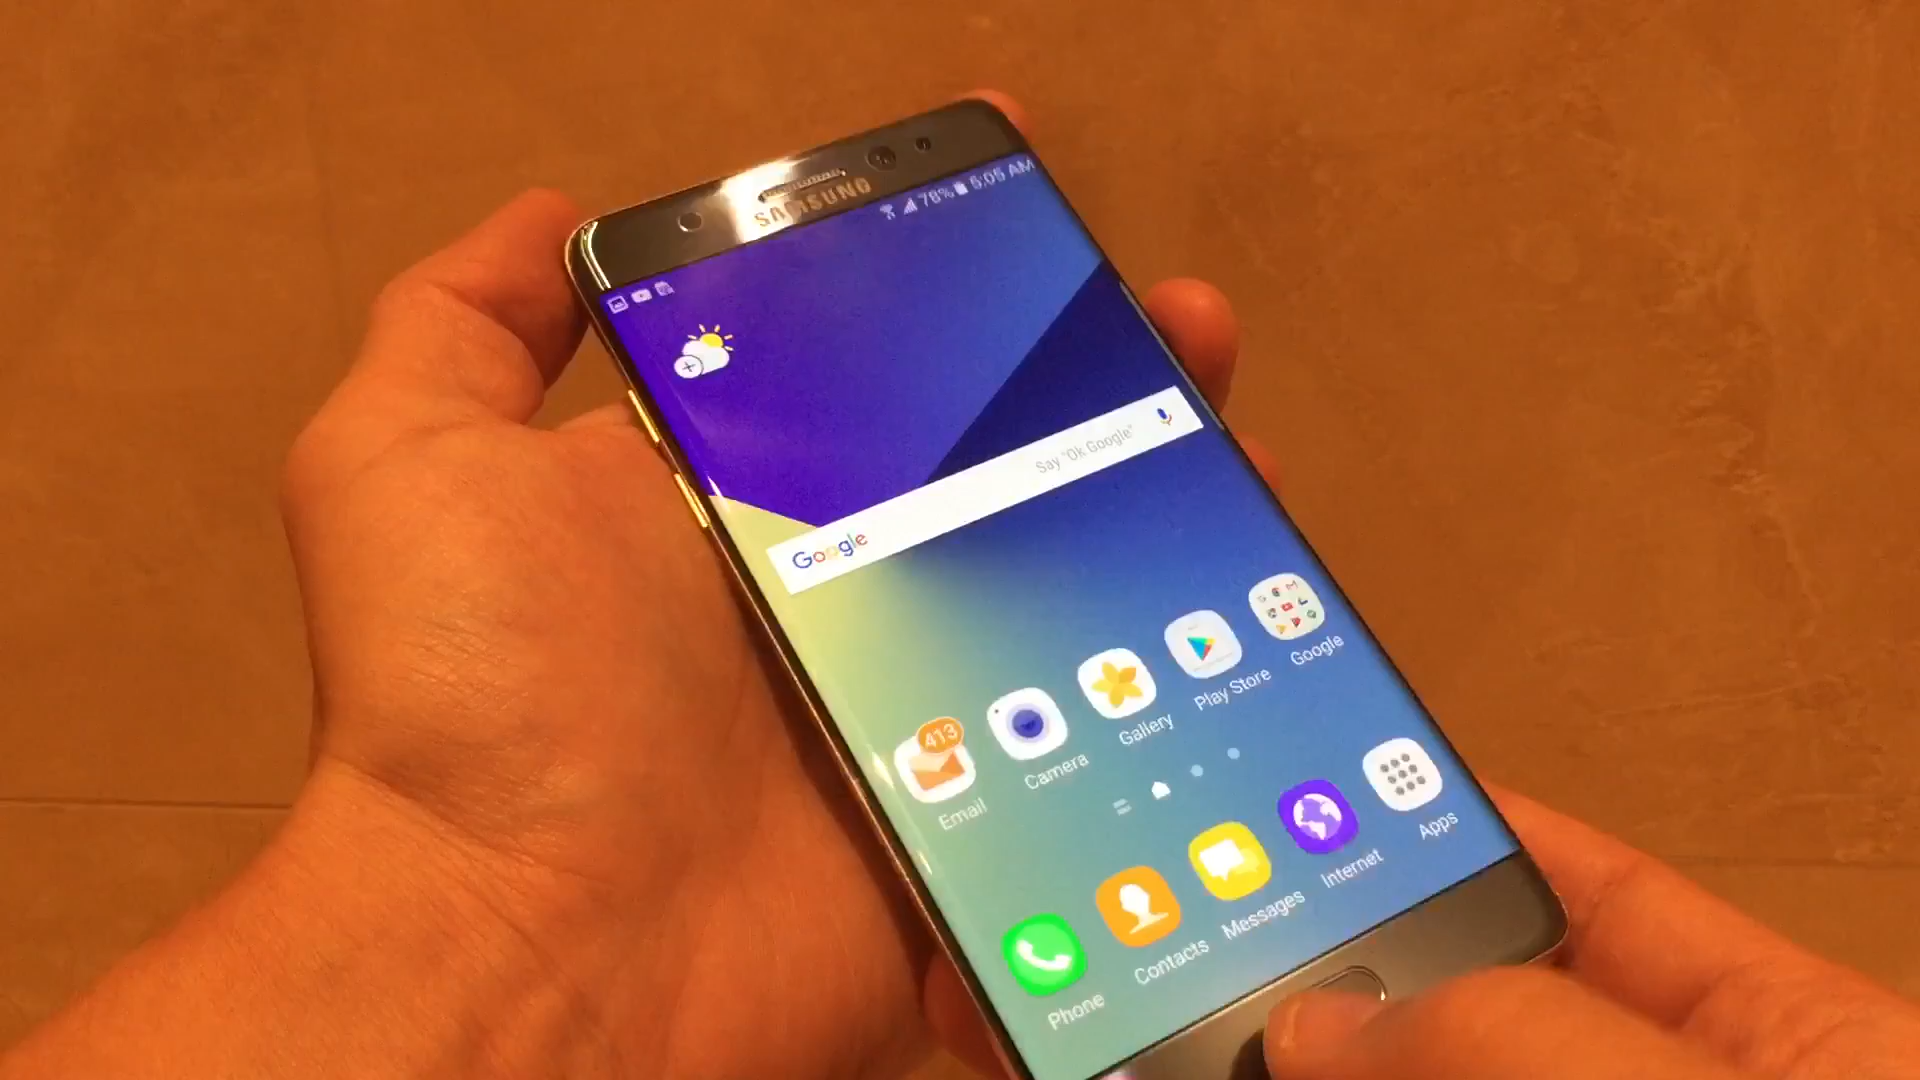 SAMSUNG
78% 5:05 AM
Say "Ok Google"
Google
413
Email
Camera
Gallery
Play Store
Google
Phone
Contacts
Messages
Internet
Apps